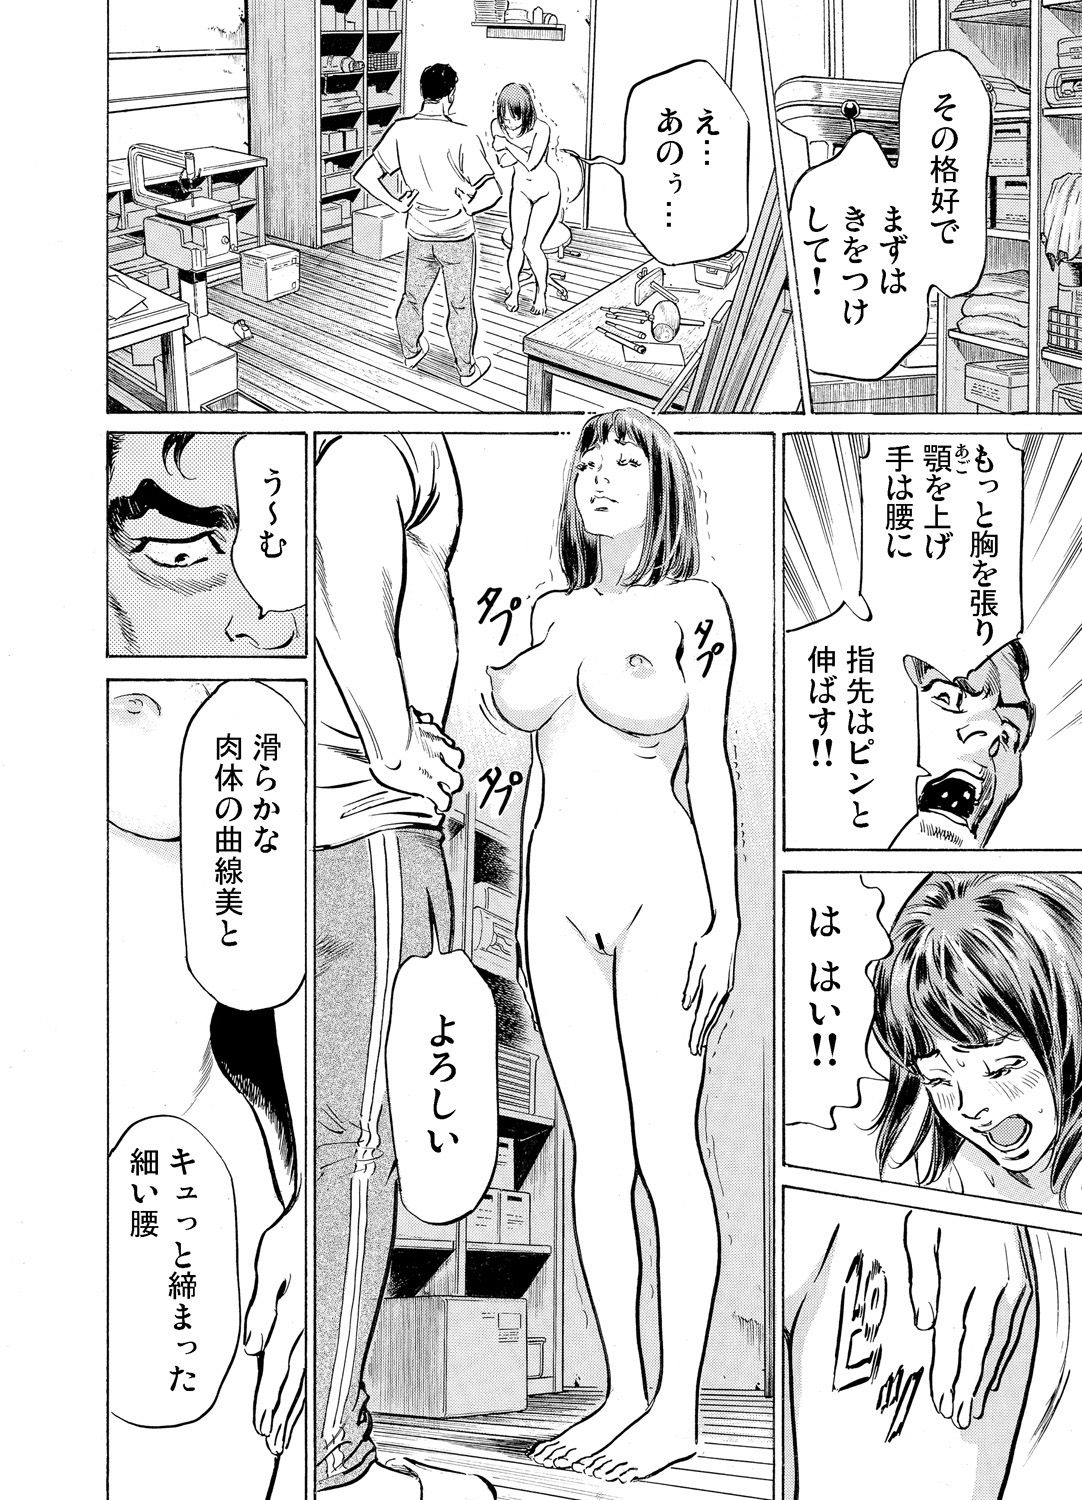 その格好で
まずは
きをつけ
して!
え…
あのぅ…
もっと胸を張り
顎を上げ
あご
手は腰に
指先はピンと
伸ばす!!
は はい!!
ピッ
タプ
タプ
タプ
よろしい
う～む
滑らかな
肉体の曲線美と
キュっと締まった
細い腰